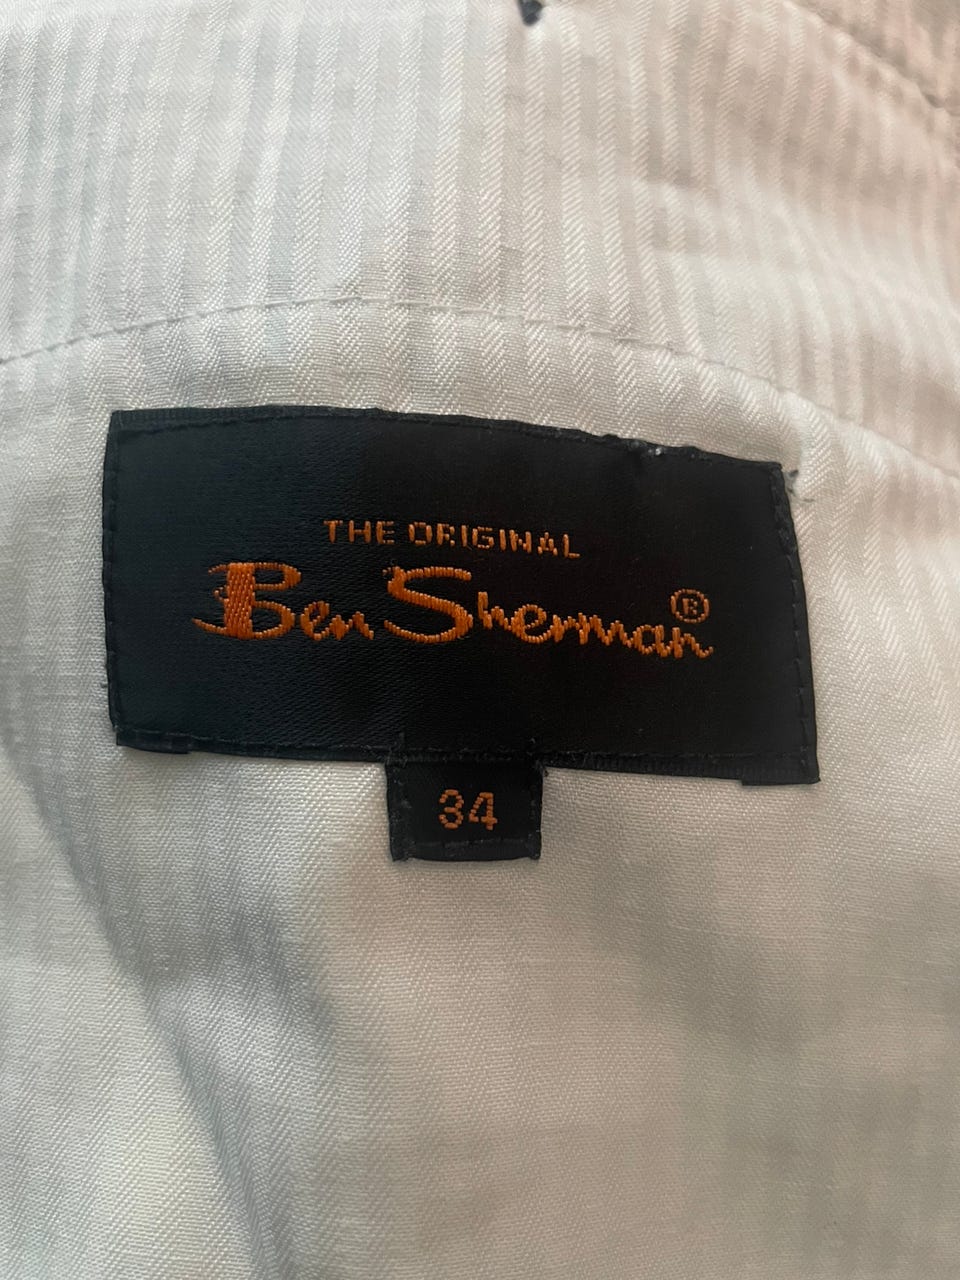 THE ORIGINAL
Ben Sherman®
34